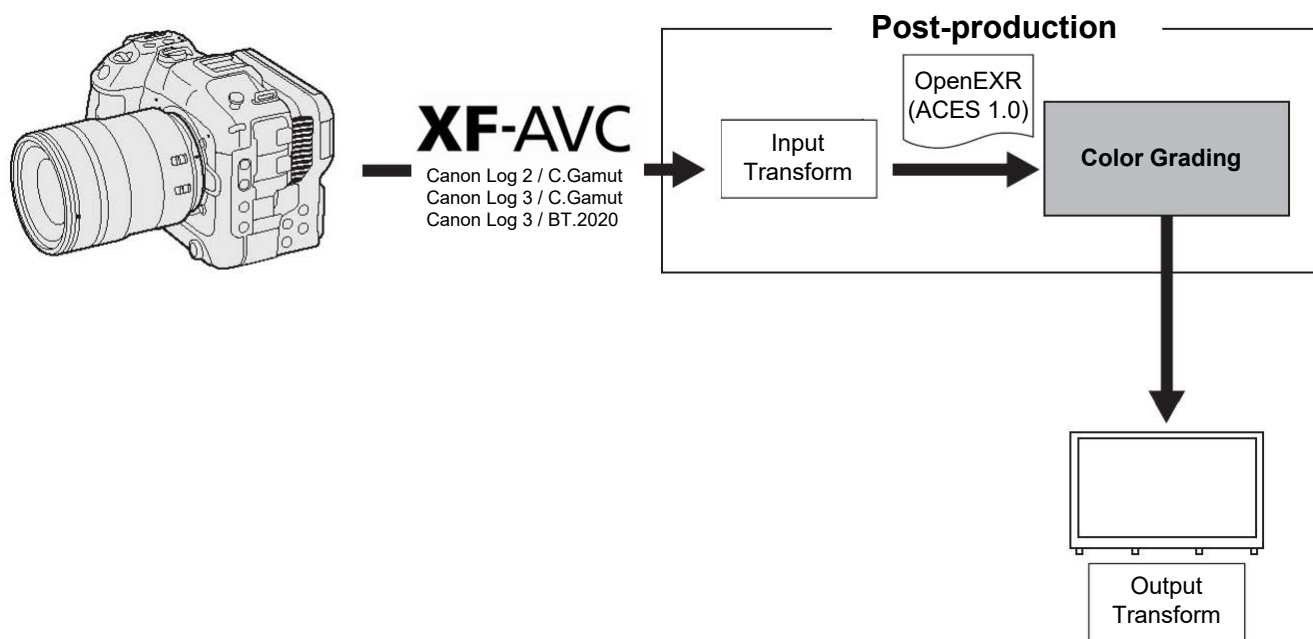 Post-production
XF-AVC
Canon Log 2 / C.Gamut
Canon Log 3 / C.Gamut
Canon Log 3 / BT.2020
Input
Transform
OpenEXR
(ACES 1.0)
Color Grading
Output
Transform